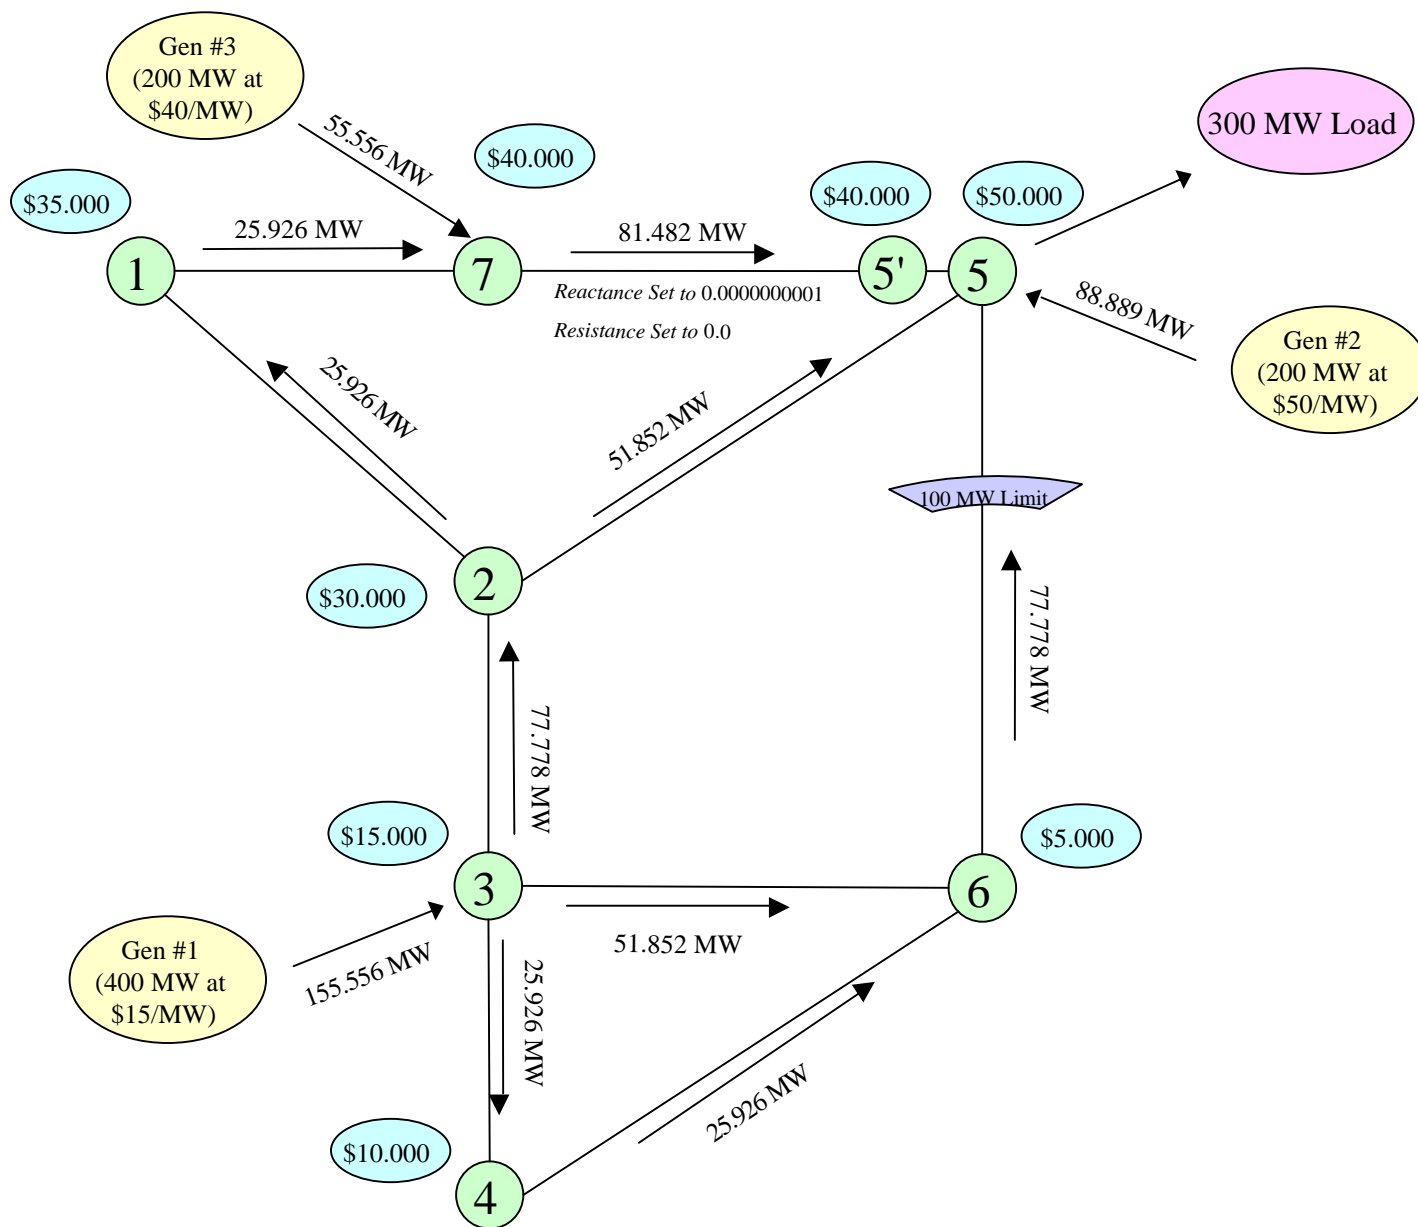 Gen #3
(200 MW at
$40/MW)
55.556 MW
$40.000
300 MW Load
$35.000
$40.000
$50.000
25.926 MW
81.482 MW
1
7
5'
5
Reactance Set to 0.0000000001
Resistance Set to 0.0
88.889 MW
Gen #2
(200 MW at
$50/MW)
25.926 MW
51.852 MW
100 MW Limit
2
$30.000
77.778 MW
77.778 MW
$15.000
$5.000
3
6
51.852 MW
Gen #1
(400 MW at
$15/MW)
155.556 MW
25.926 MW
25.926 MW
$10.000
4